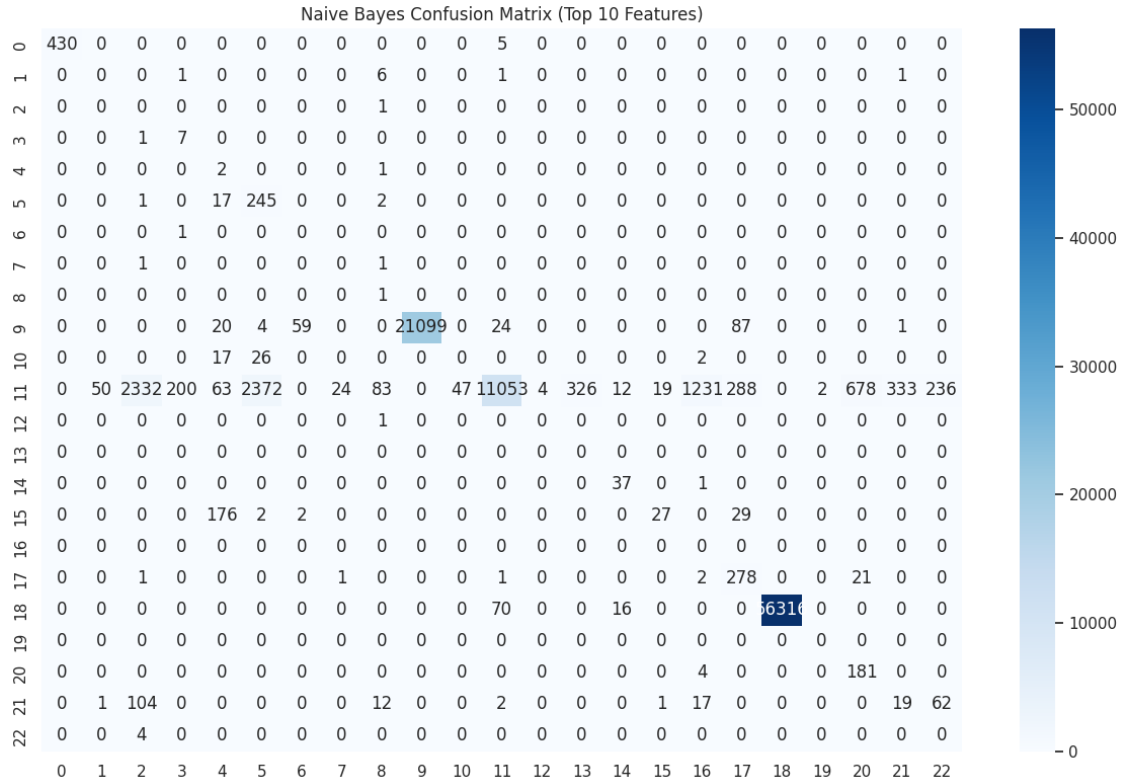 Naive Bayes Confusion Matrix (Top 10 Features)
0 430 0 0 0 0 0 0 0 0 0 0 5 0 0 0 0 0 0 0 0 0 0 0
1 0 0 0 1 0 0 0 0 6 0 0 1 0 0 0 0 0 0 0 0 0 1 0
2 0 0 0 0 0 0 0 0 1 0 0 0 0 0 0 0 0 0 0 0 0 0 0
3 0 0 1 7 0 0 0 0 0 0 0 0 0 0 0 0 0 0 0 0 0 0 0
4 0 0 0 0 2 0 0 0 1 0 0 0 0 0 0 0 0 0 0 0 0 0 0
5 0 0 1 0 17 245 0 0 2 0 0 0 0 0 0 0 0 0 0 0 0 0 0
6 0 0 0 1 0 0 0 0 0 0 0 0 0 0 0 0 0 0 0 0 0 0 0
7 0 0 1 0 0 0 0 0 1 0 0 0 0 0 0 0 0 0 0 0 0 0 0
8 0 0 0 0 0 0 0 0 1 0 0 0 0 0 0 0 0 0 0 0 0 0 0
9 0 0 0 0 20 4 59 0 0 21099 0 24 0 0 0 0 0 87 0 0 0 1 0
10 0 0 0 0 17 26 0 0 0 0 0 0 0 0 0 0 2 0 0 0 0 0 0
11 0 50 2332 200 63 2372 0 24 83 0 47 11053 4 326 12 19 1231 288 0 2 678 333 236
12 0 0 0 0 0 0 0 0 1 0 0 0 0 0 0 0 0 0 0 0 0 0 0
13 0 0 0 0 0 0 0 0 0 0 0 0 0 0 0 0 0 0 0 0 0 0 0
14 0 0 0 0 0 0 0 0 0 0 0 0 0 0 37 0 1 0 0 0 0 0 0
15 0 0 0 0 176 2 2 0 0 0 0 0 0 0 0 27 0 29 0 0 0 0 0
16 0 0 0 0 0 0 0 0 0 0 0 0 0 0 0 0 0 0 0 0 0 0 0
17 0 0 1 0 0 0 0 1 0 0 0 1 0 0 0 0 2 278 0 0 21 0 0
18 0 0 0 0 0 0 0 0 0 0 0 70 0 0 16 0 0 0 56316 0 0 0 0
19 0 0 0 0 0 0 0 0 0 0 0 0 0 0 0 0 0 0 0 0 0 0 0
20 0 0 0 0 0 0 0 0 0 0 0 0 0 0 0 0 4 0 0 0 181 0 0
21 0 1 104 0 0 0 0 0 12 0 0 2 0 0 0 1 17 0 0 0 0 19 62
22 0 0 4 0 0 0 0 0 0 0 0 0 0 0 0 0 0 0 0 0 0 0 0
0 1 2 3 4 5 6 7 8 9 10 11 12 13 14 15 16 17 18 19 20 21 22
50000
40000
30000
20000
10000
0